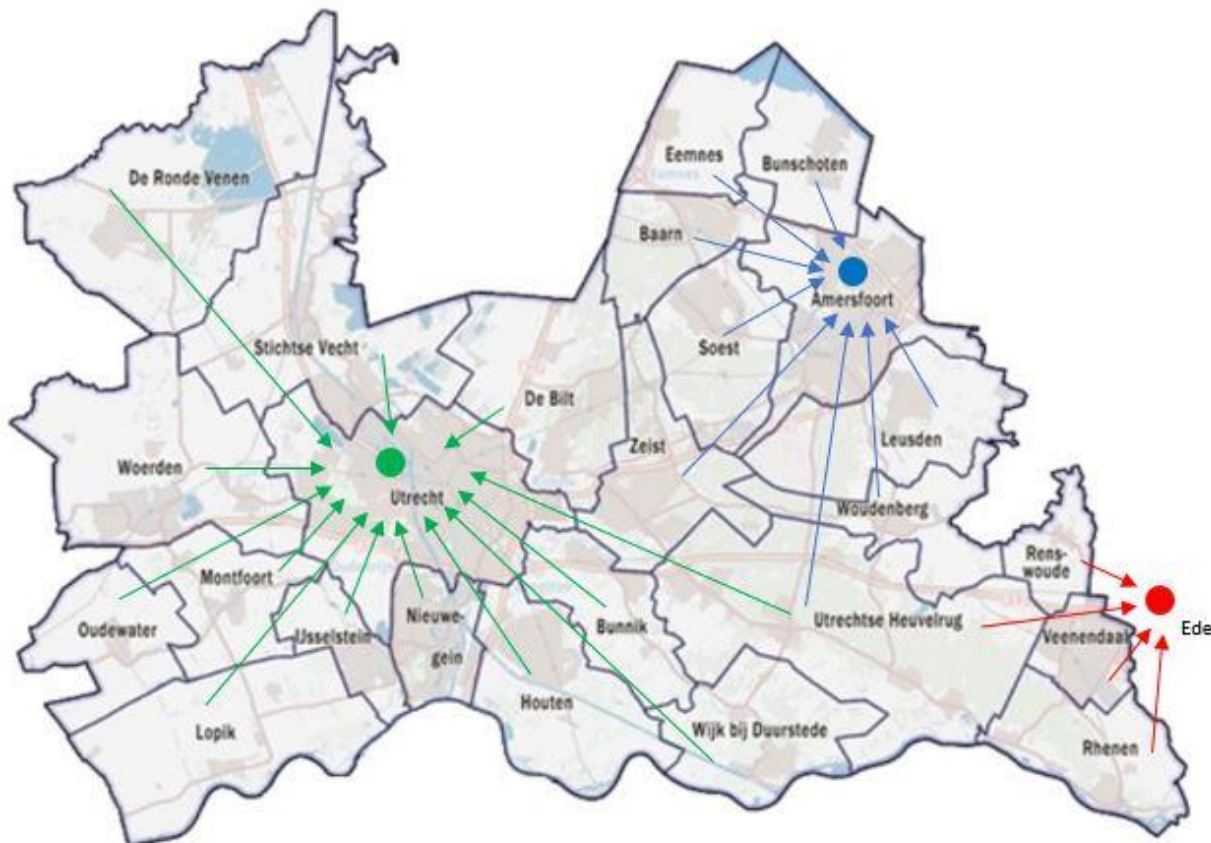 Eemnes
Bunschoten
De Ronde Venen
Baarn
Amersfoort
Stichtse Vecht
Soest
De Bilt
Zeist
Leusden
Woerden
Utrecht
Woudenberg
Rens-
woude
Montfoort
Oudewater
IJsselstein
Nieuwe-
gein
Bunnik
Utrechtse Heuvelrug
Ede
Veenendaal
Houten
Lopik
Wijk bij Duurstede
Rhenen